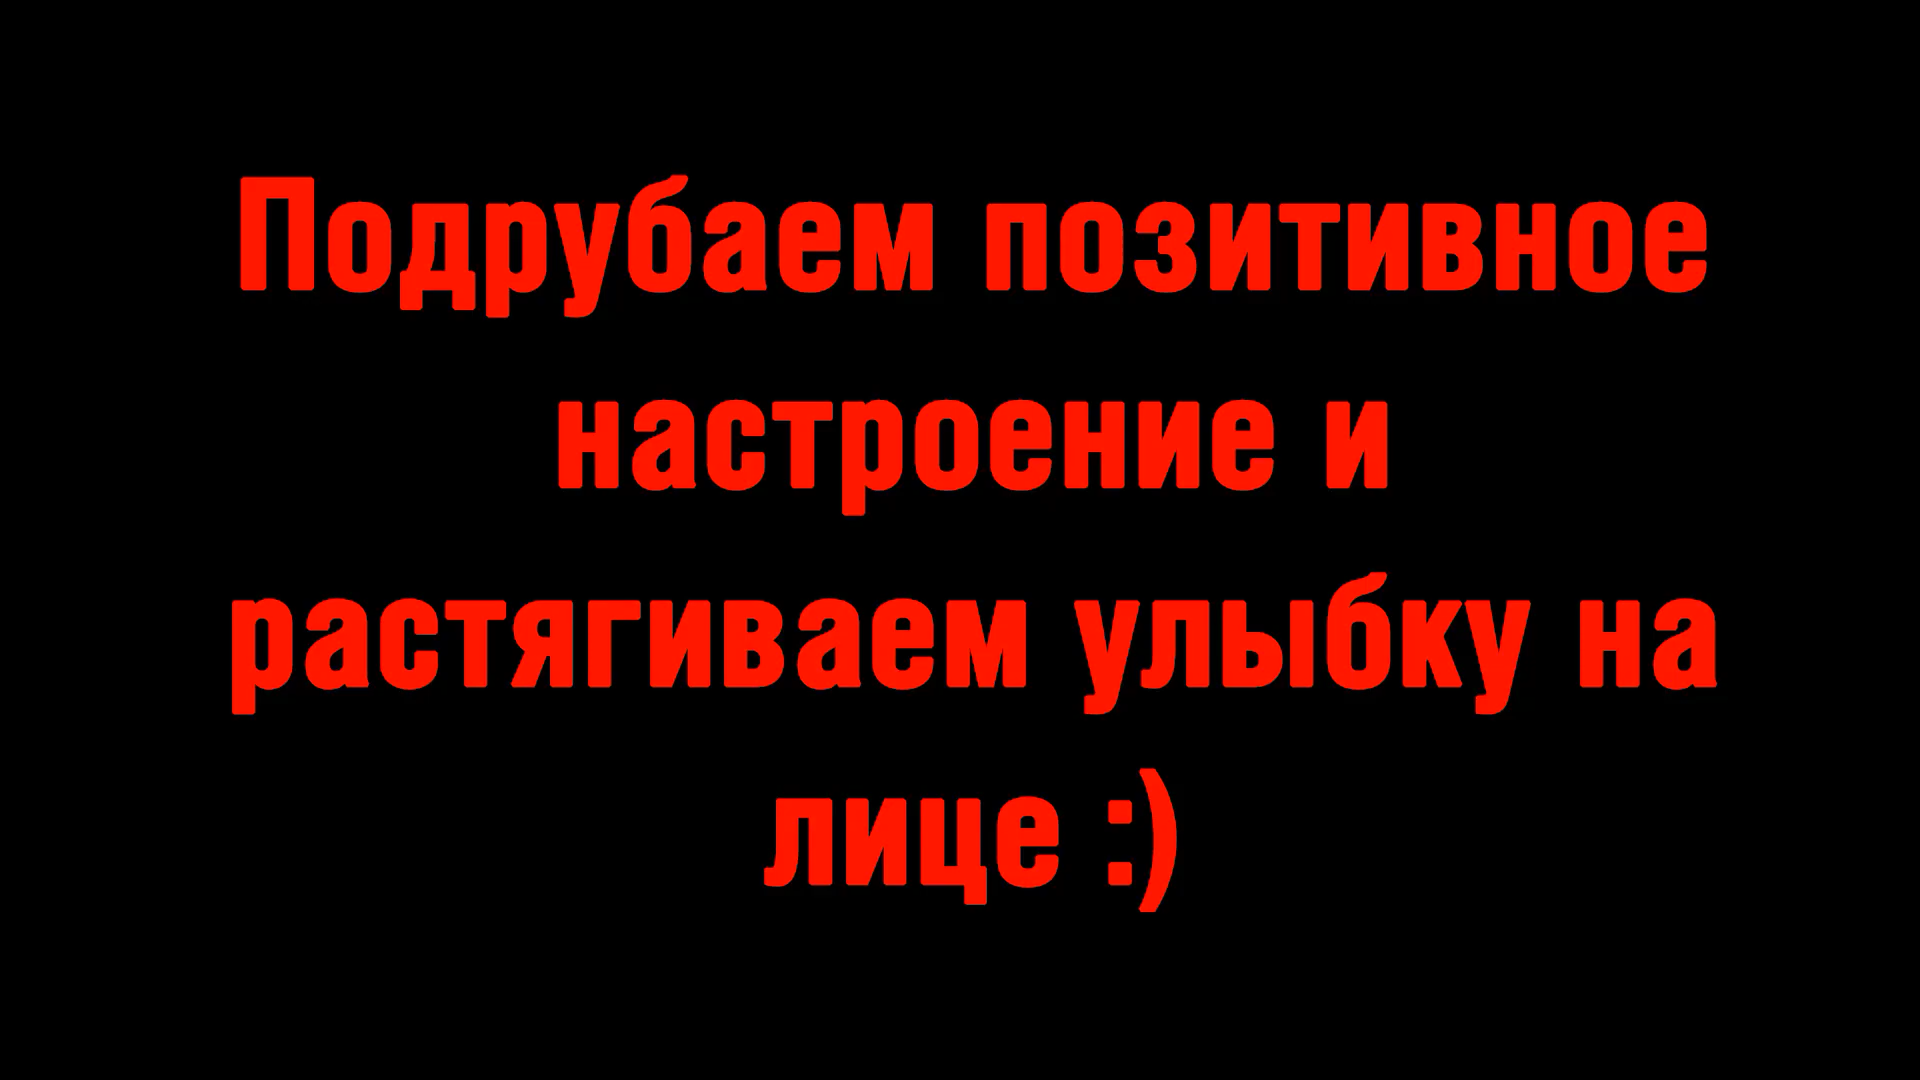 Подрубаем позитивное
настроение и
растягиваем улыбку на
лице :)